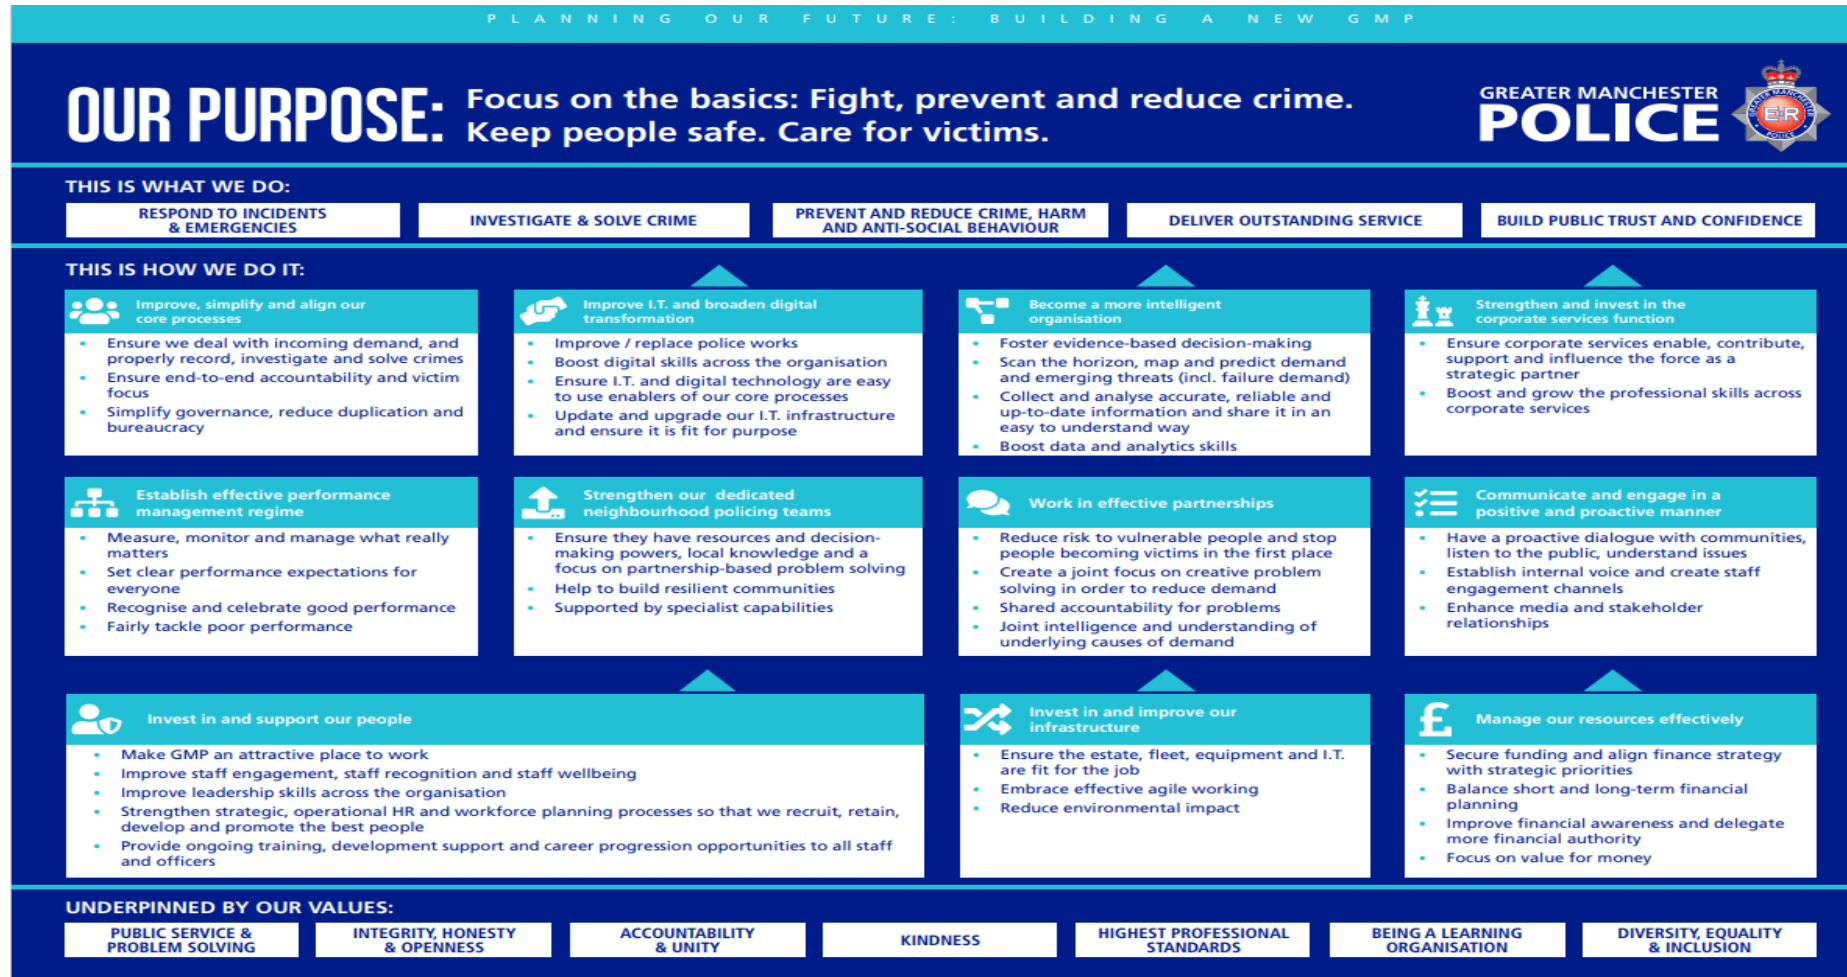 PLANNING OUR FUTURE: BUILDING A NEW GMP
OUR PURPOSE:
Focus on the basics: Fight, prevent and reduce crime.
Keep people safe. Care for victims.
GREATER MANCHESTER
POLICE
GREATER MANCHESTER
E II R
POLICE
THIS IS WHAT WE DO:
RESPOND TO INCIDENTS
& EMERGENCIES
INVESTIGATE & SOLVE CRIME
PREVENT AND REDUCE CRIME, HARM
AND ANTI-SOCIAL BEHAVIOUR
DELIVER OUTSTANDING SERVICE
BUILD PUBLIC TRUST AND CONFIDENCE
THIS IS HOW WE DO IT:
Improve, simplify and align our
core processes
• Ensure we deal with incoming demand, and
properly record, investigate and solve crimes
• Ensure end-to-end accountability and victim
focus
• Simplify governance, reduce duplication and
bureaucracy
Improve I.T. and broaden digital
transformation
• Improve / replace police works
• Boost digital skills across the organisation
• Ensure I.T. and digital technology are easy
to use enablers of our core processes
• Update and upgrade our I.T. infrastructure
and ensure it is fit for purpose
Become a more intelligent
organisation
• Foster evidence-based decision-making
• Scan the horizon, map and predict demand
and emerging threats (incl. failure demand)
• Collect and analyse accurate, reliable and
up-to-date information and share it in an
easy to understand way
• Boost data and analytics skills
Strengthen and invest in the
corporate services function
• Ensure corporate services enable, contribute,
support and influence the force as a
strategic partner
• Boost and grow the professional skills across
corporate services
Establish effective performance
management regime
• Measure, monitor and manage what really
matters
• Set clear performance expectations for
everyone
• Recognise and celebrate good performance
• Fairly tackle poor performance
Strengthen our dedicated
neighbourhood policing teams
• Ensure they have resources and decision-
making powers, local knowledge and a
focus on partnership-based problem solving
• Help to build resilient communities
• Supported by specialist capabilities
Work in effective partnerships
• Reduce risk to vulnerable people and stop
people becoming victims in the first place
• Create a joint focus on creative problem
solving in order to reduce demand
• Shared accountability for problems
• Joint intelligence and understanding of
underlying causes of demand
Communicate and engage in a
positive and proactive manner
• Have a proactive dialogue with communities,
listen to the public, understand issues
• Establish internal voice and create staff
engagement channels
• Enhance media and stakeholder
relationships
Invest in and support our people
• Make GMP an attractive place to work
• Improve staff engagement, staff recognition and staff wellbeing
• Improve leadership skills across the organisation
• Strengthen strategic, operational HR and workforce planning processes so that we recruit, retain,
develop and promote the best people
• Provide ongoing training, development support and career progression opportunities to all staff
and officers
Invest in and improve our
infrastructure
• Ensure the estate, fleet, equipment and I.T.
are fit for the job
• Embrace effective agile working
• Reduce environmental impact
£
Manage our resources effectively
• Secure funding and align finance strategy
with strategic priorities
• Balance short and long-term financial
planning
• Improve financial awareness and delegate
more financial authority
• Focus on value for money
UNDERPINNED BY OUR VALUES:
PUBLIC SERVICE &
PROBLEM SOLVING
INTEGRITY, HONESTY
& OPENNESS
ACCOUNTABILITY
& UNITY
KINDNESS
HIGHEST PROFESSIONAL
STANDARDS
BEING A LEARNING
ORGANISATION
DIVERSITY, EQUALITY
& INCLUSION